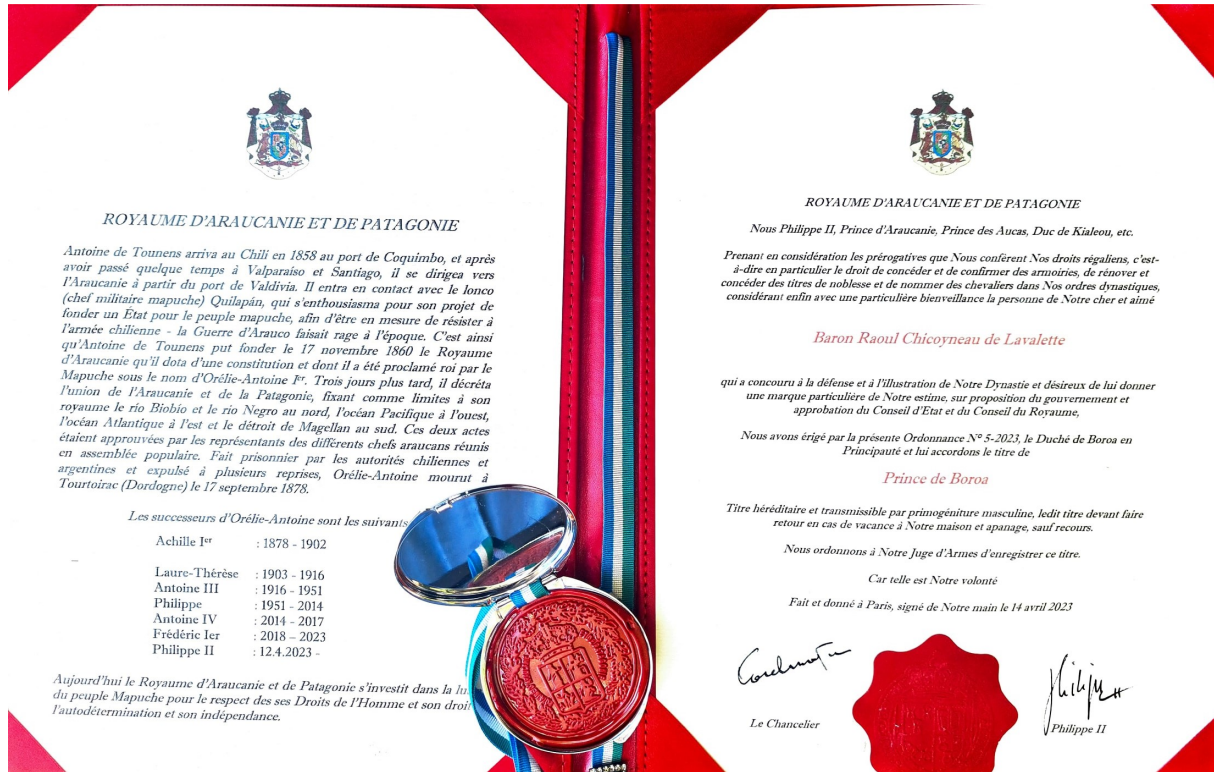 ROYAUME D'ARAUCANIE ET DE PATAGONIE
Antoine de Tounens arriva au Chili en 1858 au port de Coquimbo, et après
avoir passé quelque temps à Valparaiso et Santiago, il se dirigea vers
l'Araucanie à partir du port de Valdivia. Il entra en contact avec le lonco
(chef militaire mapuche) Quilapán, qui s'enthousiasma pour son projet de
fonder un État pour le peuple mapuche, afin d'être en mesure de résister à
l'armée chilienne - la Guerre d'Arauco faisait rage à l'époque. C'est ainsi
qu'Antoine de Tounens put fonder le 17 novembre 1860 le Royaume
d'Araucanie qu'il dota d'une constitution et dont il a été proclamé roi par le
Mapuche sous le nom d'Orélie-Antoine Ier. Trois jours plus tard, il décréta
l'union de l'Araucanie et de la Patagonie, fixant comme limites à son
royaume le rio Biobío et le rio Negro au nord, l'océan Pacifique à l'ouest,
l'océan Atlantique à l'est et le détroit de Magellan au sud. Ces deux actes
étaient approuvées par les représentants des différents chefs araucans réunis
en assemblée populaire. Fait prisonnier par les autorités chiliennes et
argentines et expulsé à plusieurs reprises, Orélie-Antoine mourut à
Tourtoirac (Dordogne) le 17 septembre 1878.
Les successeurs d'Orélie-Antoine sont les suivants
Achille Ier : 1878 - 1902
Laure-Thérèse : 1903 - 1916
Antoine III : 1916 - 1951
Philippe : 1951 - 2014
Antoine IV : 2014 - 2017
Frédéric Ier : 2018 – 2023
Philippe II : 12.4.2023 -
Aujourd'hui le Royaume d'Araucanie et de Patagonie s'investit dans la
du peuple Mapuche pour le respect des ses Droits de l'Homme et son droit
l'autodétermination et son indépendance.
ROYAUME D'ARAUCANIE ET DE PATAGONIE
Nous Philippe II, Prince d'Araucanie, Prince des Aucas, Duc de Kialeou, etc.
Prenant en considération les prérogatives que Nous confèrent Nos droits régaliens, c'est-
à-dire en particulier le droit de concéder et de confirmer des armoiries, de rénover et
concéder des titres de noblesse et de nommer des chevaliers dans Nos ordres dynastiques,
considérant enfin avec une particulière bienveillance la personne de Notre cher et aimé
Baron Raoul Chicoyneau de Lavalette
qui a concouru à la défense et à l'illustration de Notre Dynastie et désireux de lui donner
une marque particulière de Notre estime, sur proposition du gouvernement et
approbation du Conseil d'Etat et du Conseil du Royaume,
Nous avons érigé par la présente Ordonnance N° 5-2023, le Duché de Boroa en
Principauté et lui accordons le titre de
Prince de Boroa
Titre héréditaire et transmissible par primogéniture masculine, ledit titre devant faire
retour en cas de vacance à Notre maison et apanage, sauf recours.
Nous ordonnons à Notre Juge d'Armes d'enregistrer ce titre.
Car telle est Notre volonté
Fait et donné à Paris, signé de Notre main le 14 avril 2023
Philippe II
Le Chancelier
Philippe II